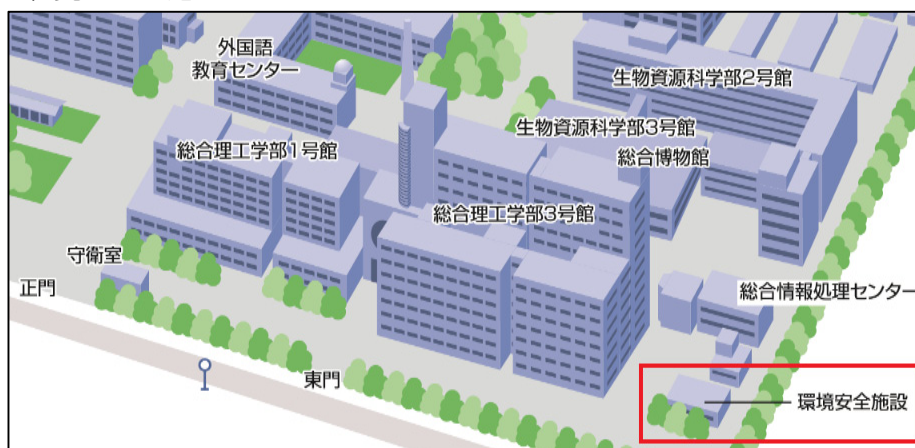 外国語
教育センター
生物資源科学部2号館
生物資源科学部3号館
総合理工学部1号館
総合博物館
総合理工学部3号館
守衛室
正門
総合情報処理センター
東門
環境安全施設